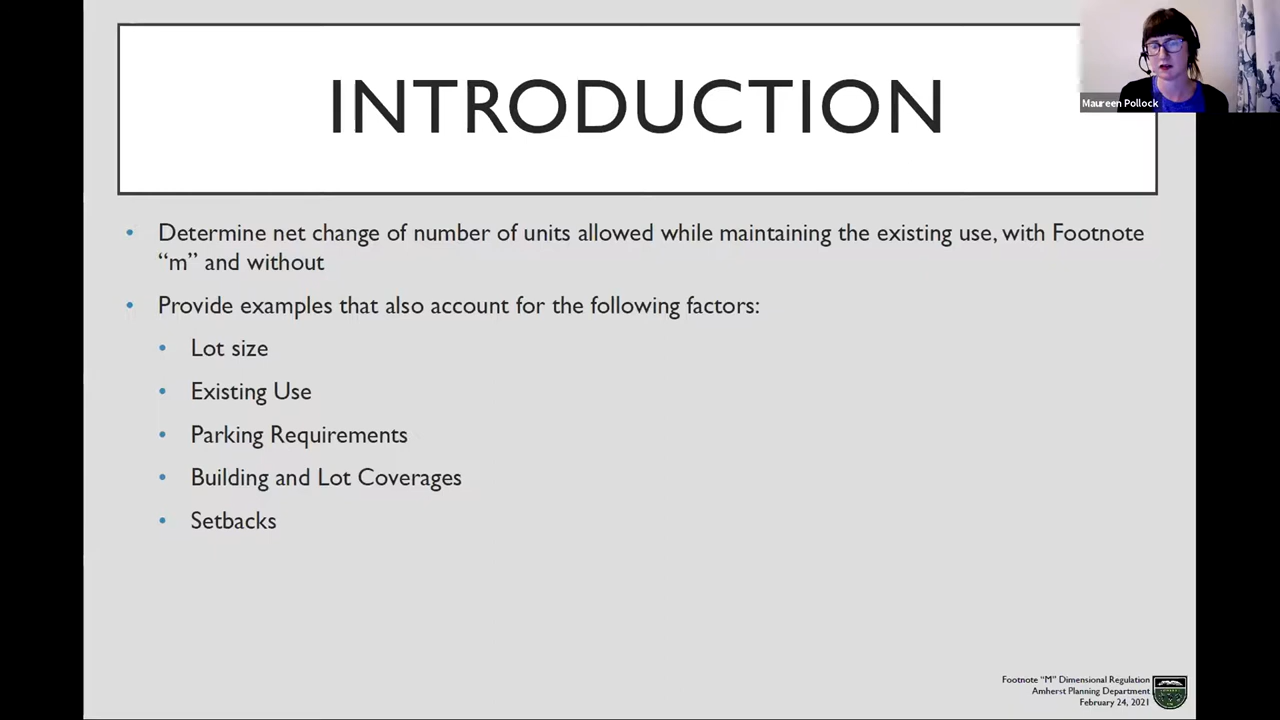 INTRODUCTION
Maureen Pollock
• Determine net change of number of units allowed while maintaining the existing use, with Footnote
“m” and without
• Provide examples that also account for the following factors:
• Lot size
• Existing Use
• Parking Requirements
• Building and Lot Coverages
• Setbacks
Footnote “M” Dimensional Regulation
Amherst Planning Department
February 24, 2021